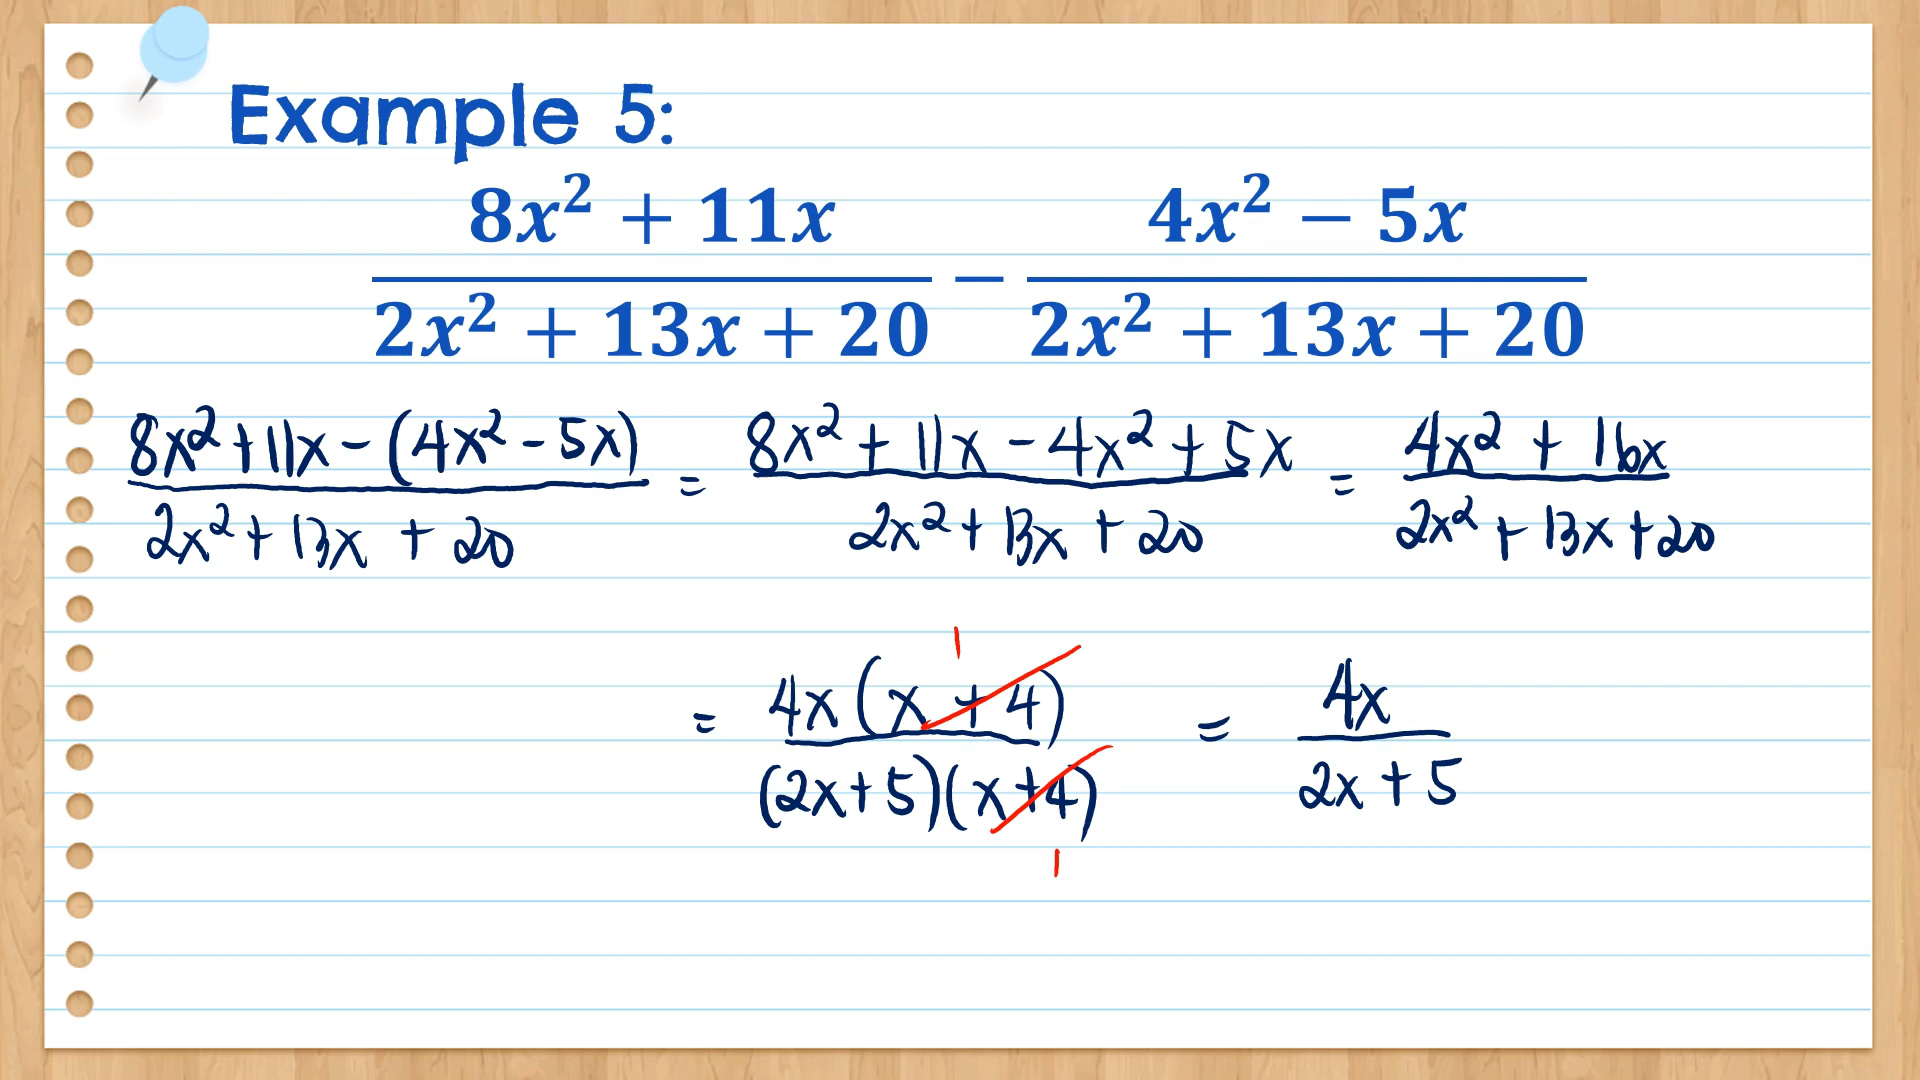 Example 5:
8x² + 11x / 2x² + 13x + 20 − 4x² − 5x / 2x² + 13x + 20
8x² + 11x − (4x² − 5x) / 2x² + 13x + 20 = 8x² + 11x − 4x² + 5x / 2x² + 13x + 20 = 4x² + 16x / 2x² + 13x + 20
= 4x(x + 4) / (2x + 5)(x + 4) = 4x / 2x + 5
1
1